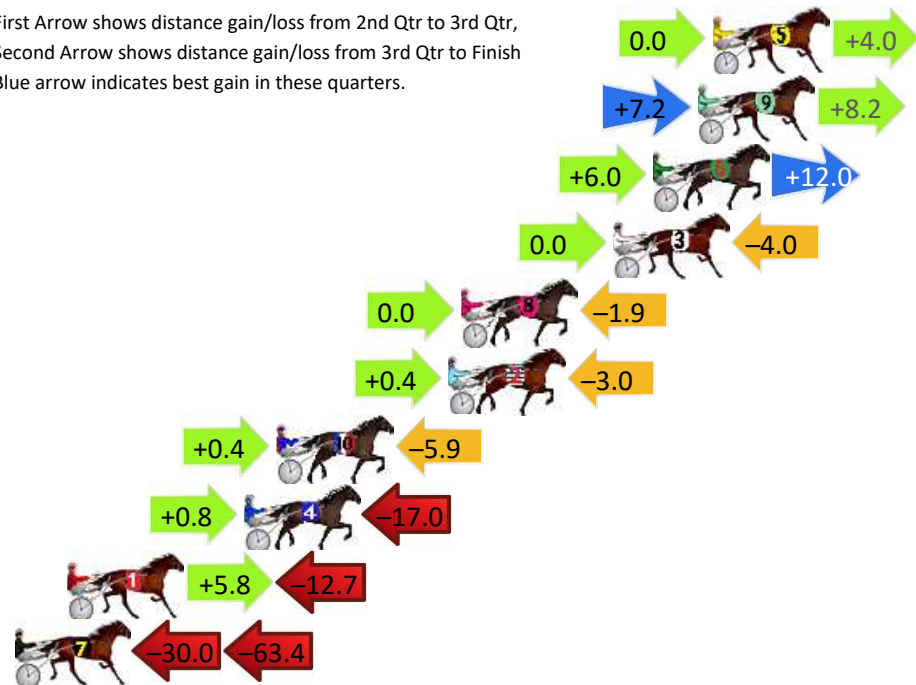 First Arrow shows distance gain/loss from 2nd Qtr to 3rd Qtr,
Second Arrow shows distance gain/loss from 3rd Qtr to Finish
Blue arrow indicates best gain in these quarters.
0.0 5 +4.0
+7.2 9 +8.2
+6.0 +12.0
0.0 3 –4.0
0.0 8 –1.9
+0.4 –3.0
+0.4 10 –5.9
+0.8 4 –17.0
1 +5.8 –12.7
7 –30.0 –63.4